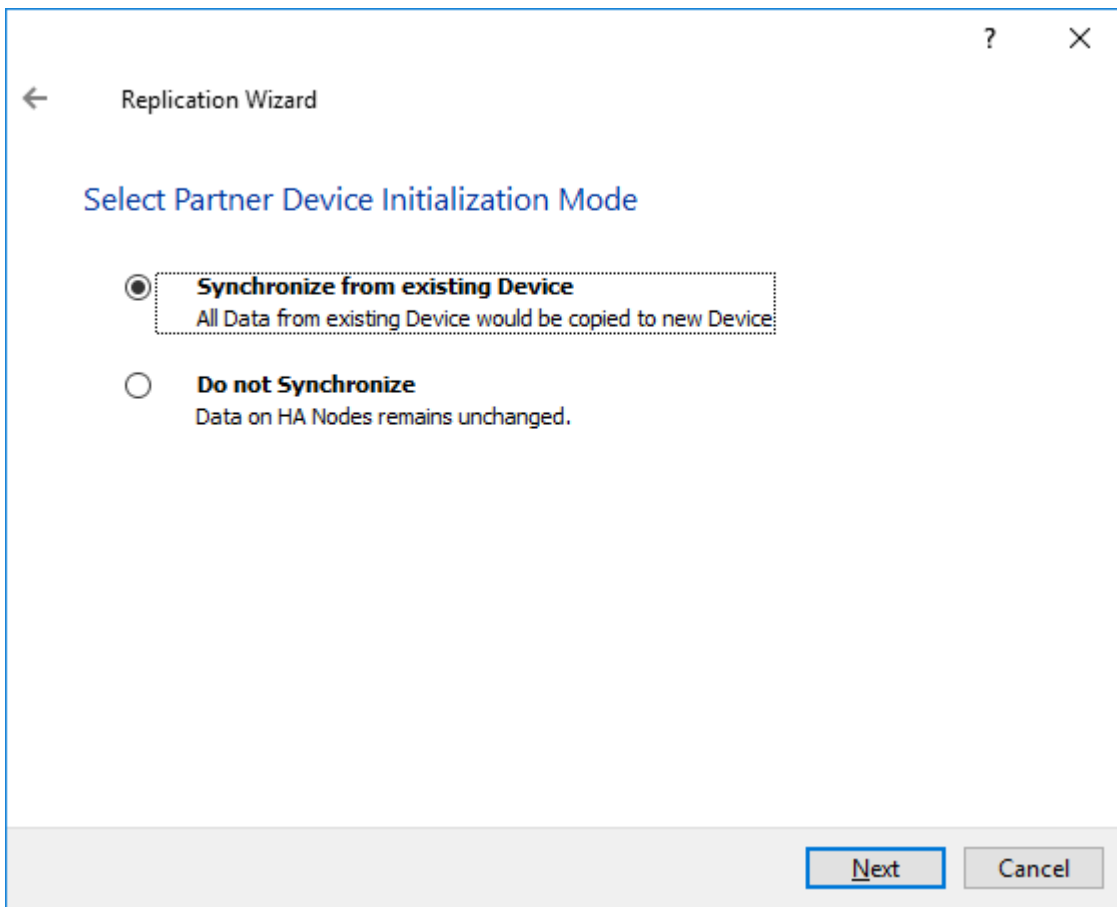 ?
Replication Wizard
Select Partner Device Initialization Mode
Synchronize from existing Device
All Data from existing Device would be copied to new Device
Do not Synchronize
Data on HA Nodes remains unchanged.
Next Cancel